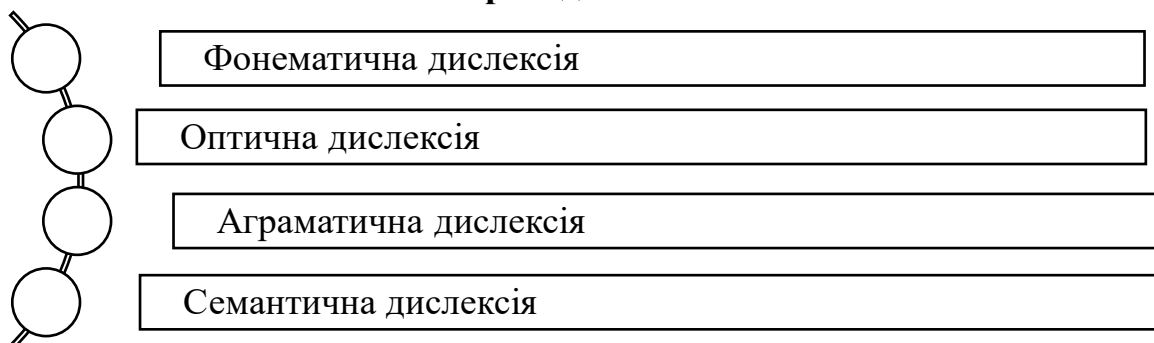 Фонематична дислексія
Оптична дислексія
Аграматична дислексія
Семантична дислексія